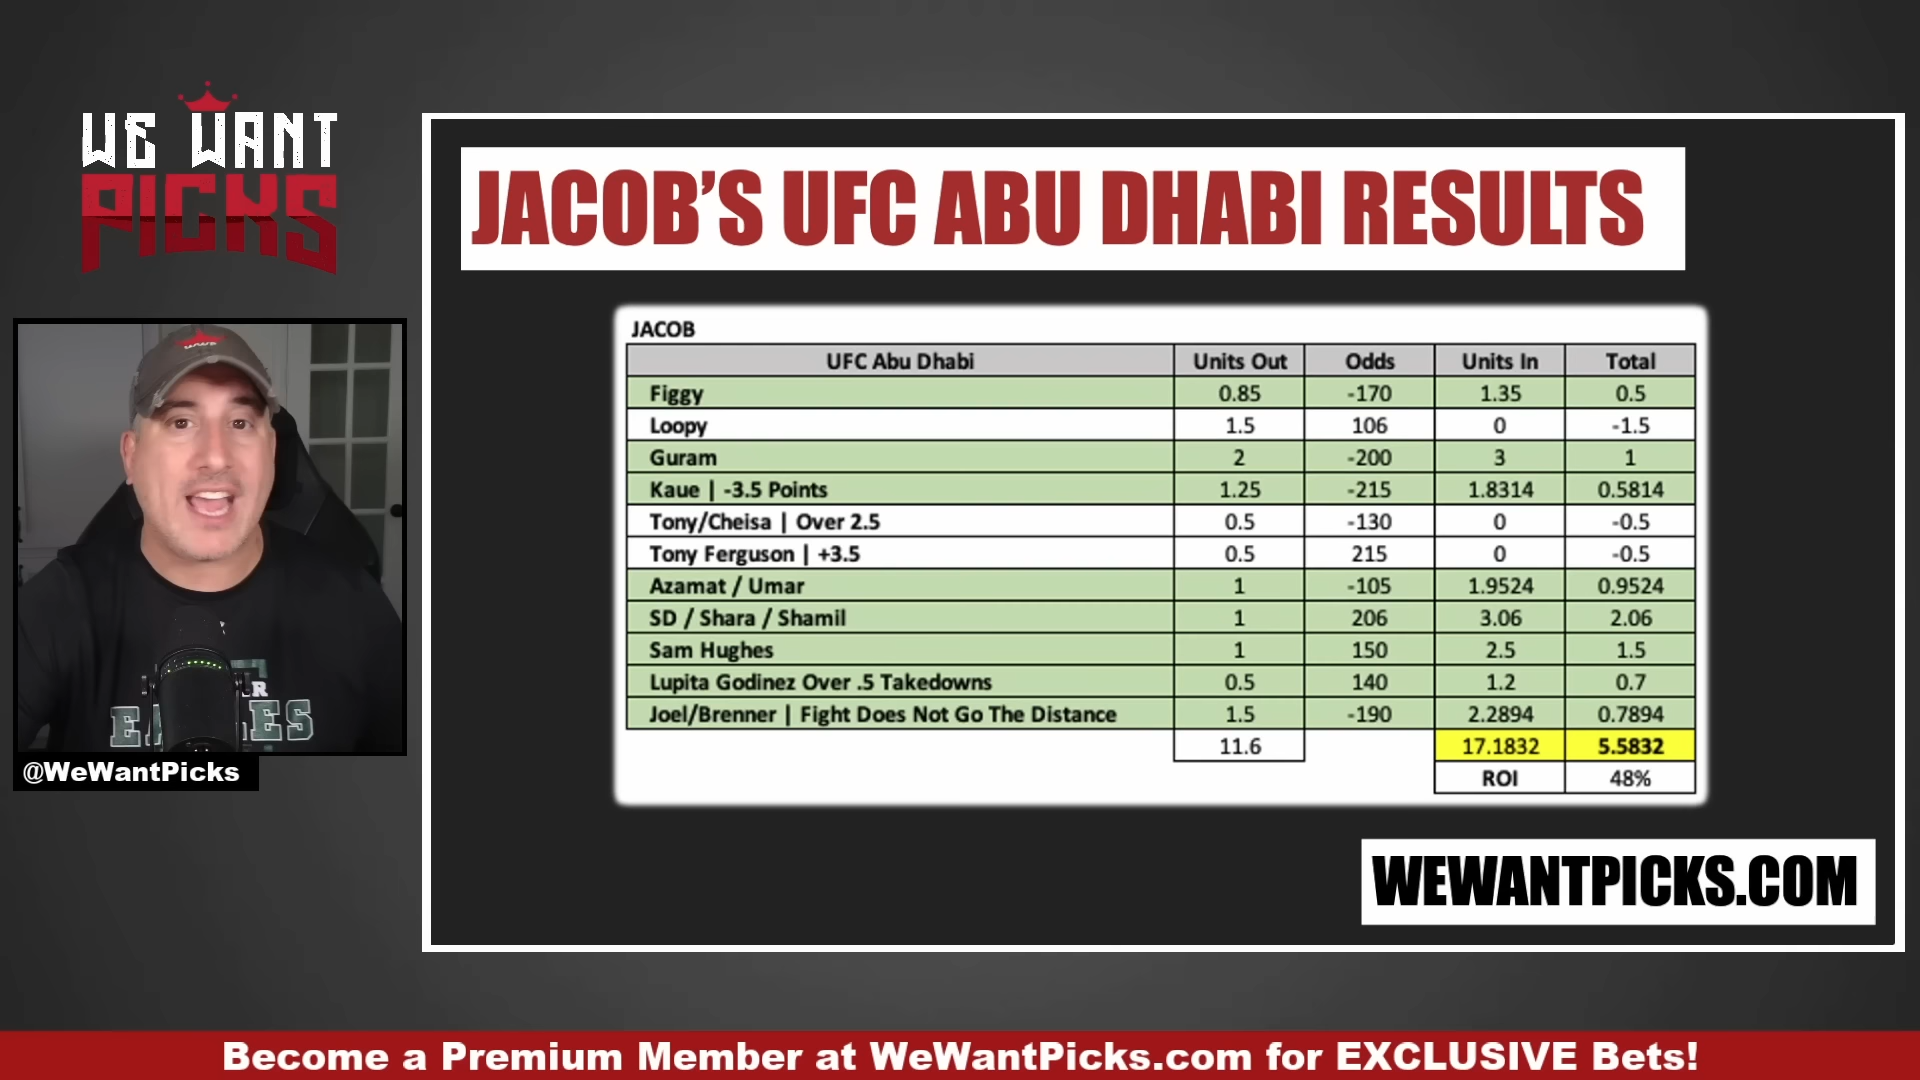 WE WANT
PICKS
JACOB'S UFC ABU DHABI RESULTS
JACOB
UFC Abu Dhabi Units Out Odds Units In Total
Figgy 0.85 -170 1.35 0.5
Loopy 1.5 106 0 -1.5
Guram 2 -200 3 1
Kaue | -3.5 Points 1.25 -215 1.8314 0.5814
Tony/Cheisa | Over 2.5 0.5 -130 0 -0.5
Tony Ferguson | +3.5 0.5 215 0 -0.5
Azamat / Umar 1 -105 1.9524 0.9524
SD / Shara / Shamil 1 206 3.06 2.06
Sam Hughes 1 150 2.5 1.5
Lupita Godinez Over .5 Takedowns 0.5 140 1.2 0.7
Joel/Brenner | Fight Does Not Go The Distance 1.5 -190 2.2894 0.7894
11.6 17.1832 5.5832
ROI 48%
@WeWantPicks
WEWANTPICKS.COM
Become a Premium Member at WeWantPicks.com for EXCLUSIVE Bets!